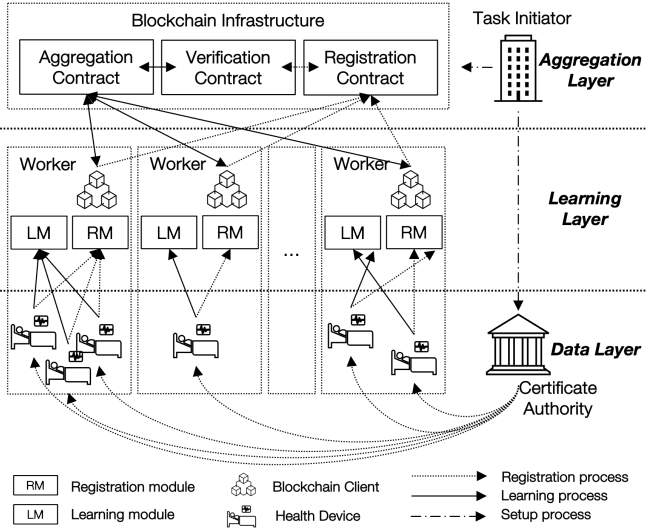 Blockchain Infrastructure
Task Initiator
Aggregation
Contract
Verification
Contract
Registration
Contract
Aggregation
Layer
Worker
Worker
Worker
LM
RM
LM
RM
...
LM
RM
Learning
Layer
Data Layer
Certificate
Authority
RM
Registration module
Blockchain Client
Registration process
Learning process
LM
Learning module
Health Device
Setup process